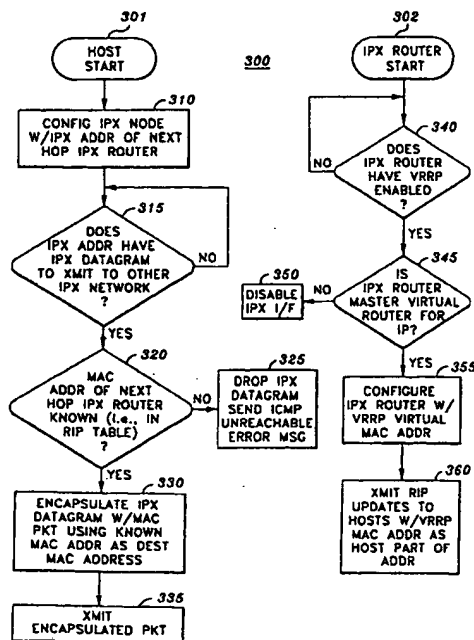 301
HOST
START
300
310
CONFIG IPX NODE
W/IPX ADDR OF NEXT
HOP IPX ROUTER
315
DOES
IPX ADDR HAVE
IPX DATAGRAM
TO XMIT TO OTHER
IPX NETWORK
?
NO
YES
320
MAC
ADDR OF NEXT
HOP IPX ROUTER
KNOWN (i.e., IN
RIP TABLE)
?
NO
325
DROP IPX
DATAGRAM
SEND ICMP
UNREACHABLE
ERROR MSG
YES
330
ENCAPSULATE IPX
DATAGRAM W/MAC
PKT USING KNOWN
MAC ADDR AS DEST
MAC ADDRESS
335
XMIT
ENCAPSULATED PKT
302
IPX ROUTER
START
340
DOES
IPX ROUTER
HAVE VRRP
ENABLED
?
NO
YES
345
IS
IPX ROUTER
MASTER VIRTUAL
ROUTER FOR
IP?
NO
350
DISABLE
IPX I/F
YES
355
CONFIGURE
IPX ROUTER W/
VRRP VIRTUAL
MAC ADDR
360
XMIT RIP
UPDATES TO
HOSTS W/VRRP
MAC ADDR AS
HOST PART OF
ADDR